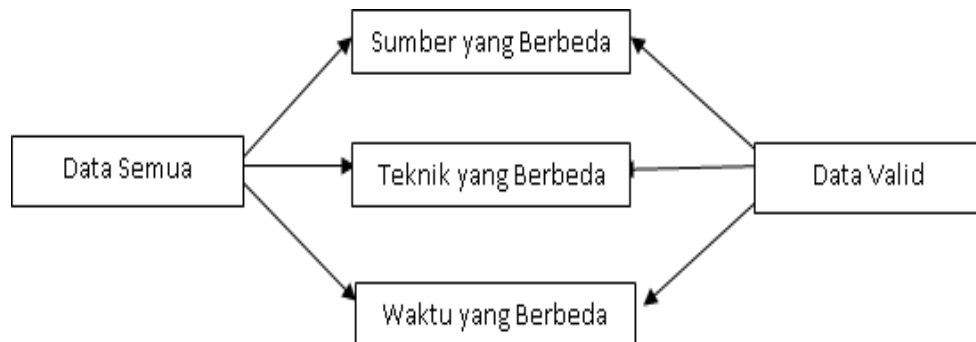 Sumber yang Berbeda
Data Semua
Teknik yang Berbeda
Data Valid
Waktu yang Berbeda